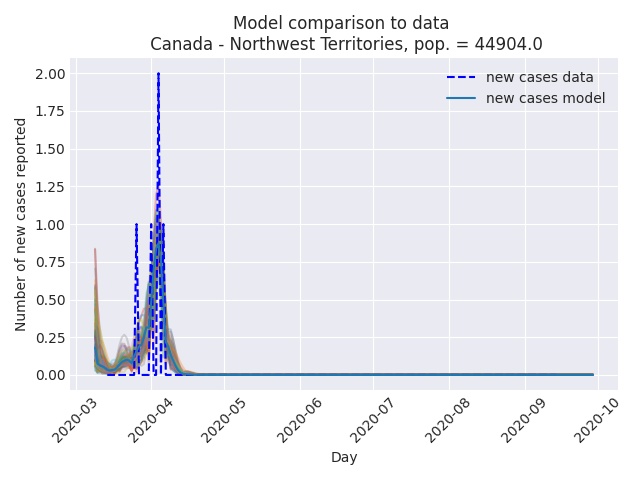 Model comparison to data
Canada - Northwest Territories, pop. = 44904.0
new cases data
new cases model
Number of new cases reported
2.00
1.75
1.50
1.25
1.00
0.75
0.50
0.25
0.00
2020-03
2020-04
2020-05
2020-06
2020-07
2020-08
2020-09
2020-10
Day